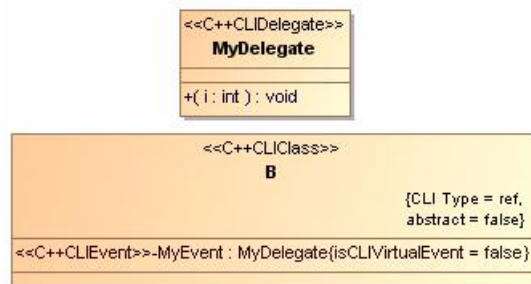 <<C++CLIDelegate>>
MyDelegate
+( i : int ) : void
<<C++CLIClass>>
B
{CLI Type = ref,
abstract = false}
<<C++CLIEvent>>-MyEvent : MyDelegate{isCLIVirtualEvent = false}